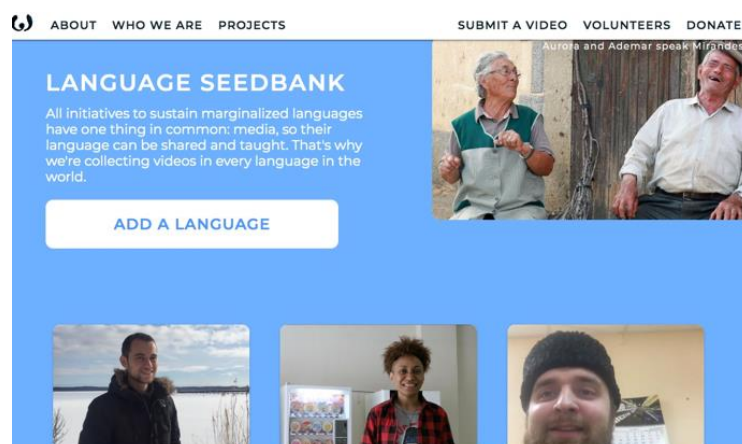 ABOUT WHO WE ARE PROJECTS SUBMIT A VIDEO VOLUNTEERS DONATE
Aurora and Ademar speak Mirandes
LANGUAGE SEEDBANK
All initiatives to sustain marginalized languages
have one thing in common: media, so their
language can be shared and taught. That's why
we're collecting videos in every language in the
world.
ADD A LANGUAGE